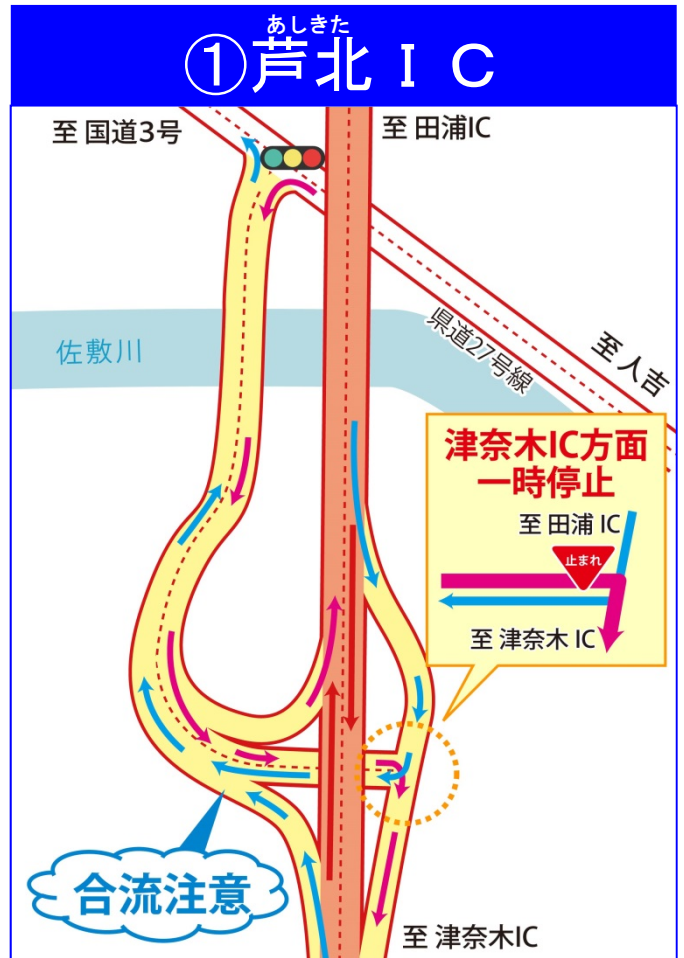 あしきた
①芦北ＩＣ
至 国道3号
至 田浦IC
佐敷川
県道27号線
至 人吉
津奈木IC方面
一時停止
至 田浦 IC
止まれ
至 津奈木 IC
合流注意
至 津奈木IC